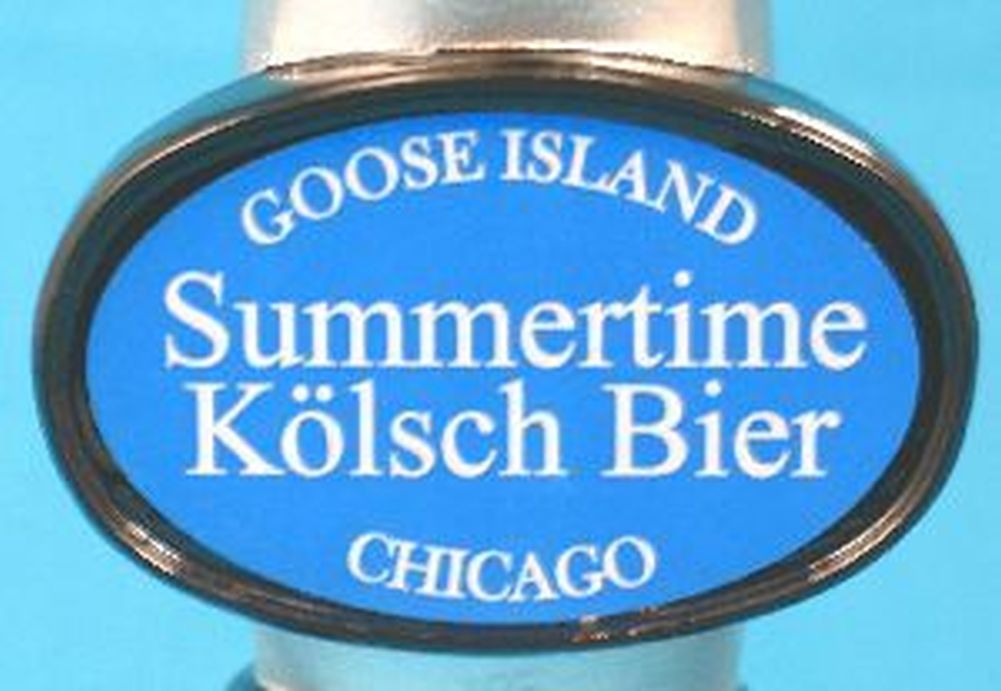 GOOSE ISLAND
Summertime
Kölsch Bier
CHICAGO